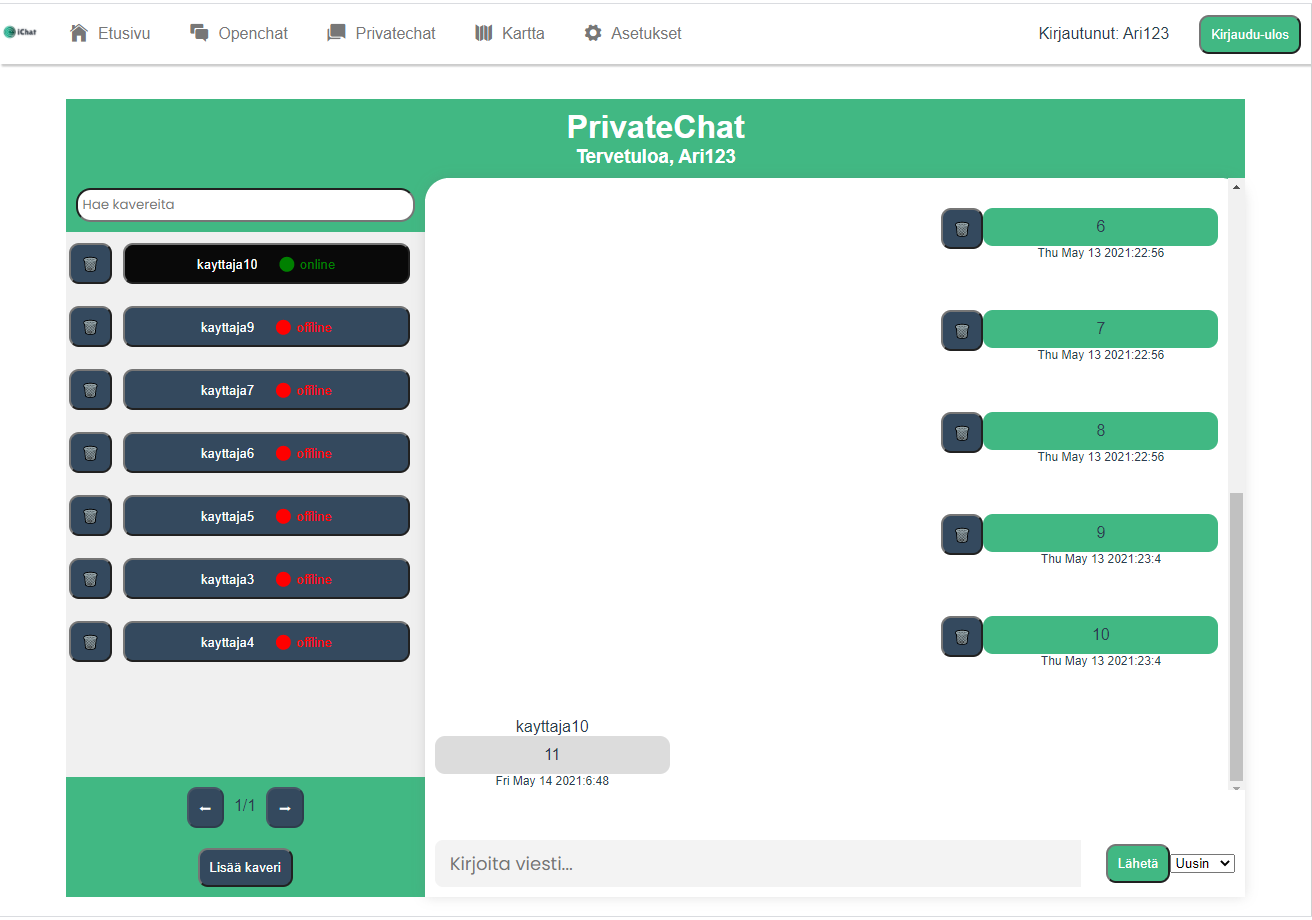 iChat
Etusivu
Openchat
Privatechat
Kartta
Asetukset
Kirjautunut: Ari123
Kirjaudu-ulos
PrivateChat
Tervetuloa, Ari123
Hae kavereita
kayttaja10 online
kayttaja9 offline
kayttaja7 offline
kayttaja6 offline
kayttaja5 offline
kayttaja3 offline
kayttaja4 offline
← 1/1 →
Lisää kaveri
6
Thu May 13 2021:22:56
7
Thu May 13 2021:22:56
8
Thu May 13 2021:22:56
9
Thu May 13 2021:23:4
10
Thu May 13 2021:23:4
kayttaja10
11
Fri May 14 2021:6:48
Kirjoita viesti...
Lähetä
Uusin